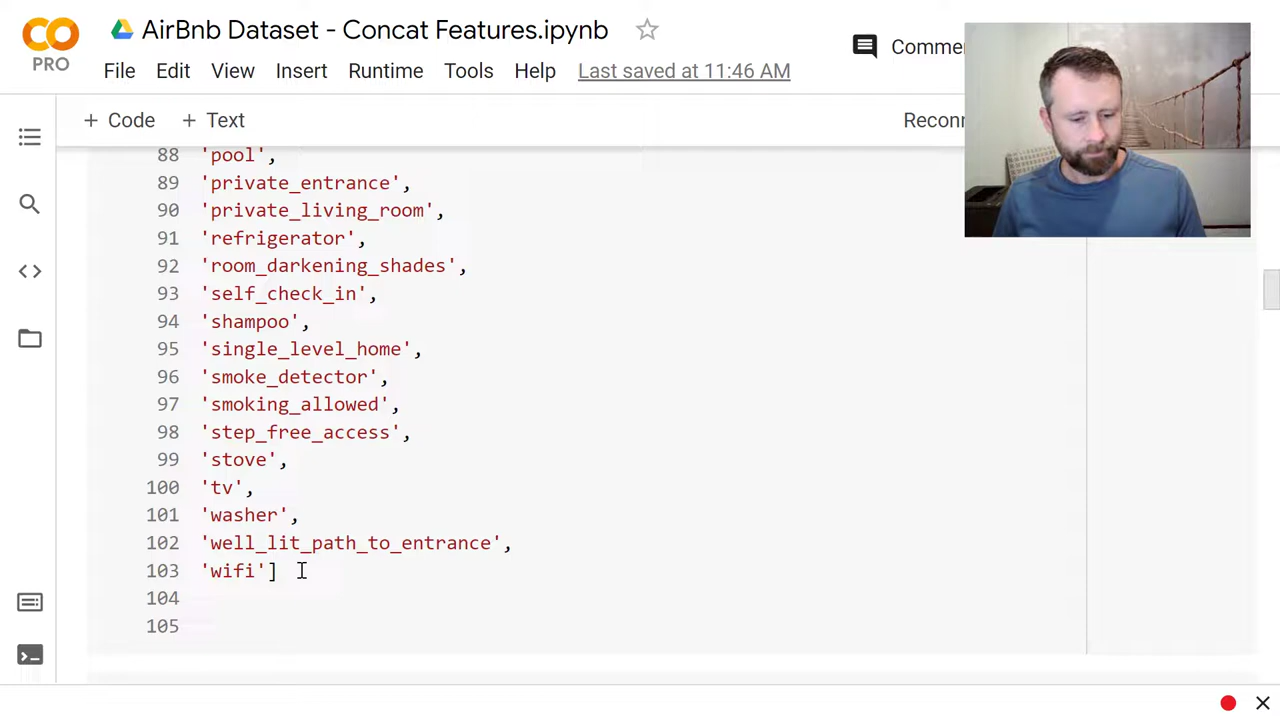 CO
PRO
AirBnb Dataset - Concat Features.ipynb
Comme
File Edit View Insert Runtime Tools Help Last saved at 11:46 AM
+ Code + Text
Reconn
88 'pool',
89 'private_entrance',
90 'private_living_room',
91 'refrigerator',
92 'room_darkening_shades',
93 'self_check_in',
94 'shampoo',
95 'single_level_home',
96 'smoke_detector',
97 'smoking_allowed',
98 'step_free_access',
99 'stove',
100 'tv',
101 'washer',
102 'well_lit_path_to_entrance',
103 'wifi']
104
105